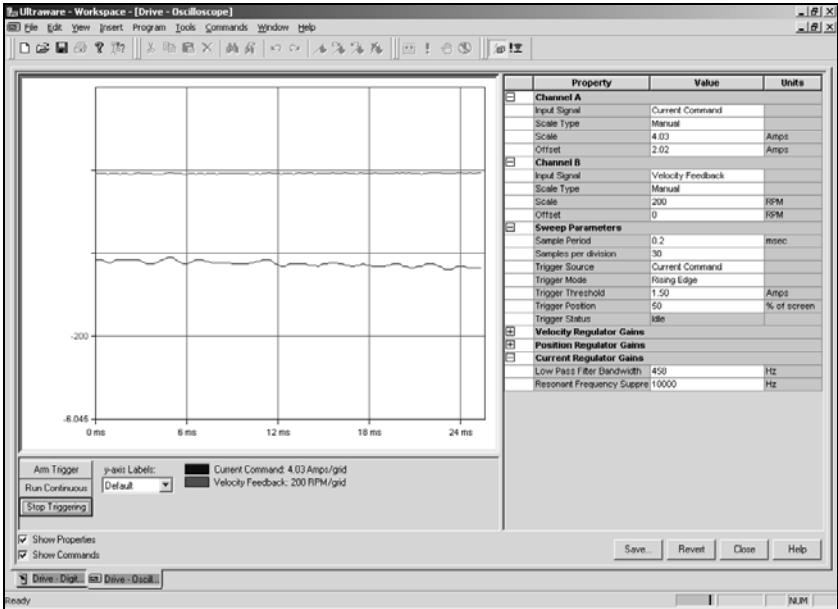 Ultraware - Workspace - [Drive - Oscilloscope]
File Edit View Insert Program Tools Commands Window Help
Property Value Units
Channel A
Input Signal Current Command
Scale Type Manual
Scale 4.03 Amps
Offset 2.02 Amps
Channel B
Input Signal Velocity Feedback
Scale Type Manual
Scale 200 RPM
Offset 0 RPM
Sweep Parameters
Sample Period 0.2 msec
Samples per division 30
Trigger Source Current Command
Trigger Mode Rising Edge
Trigger Threshold 1.50 Amps
Trigger Position 50 % of screen
Trigger Status Idle
Velocity Regulator Gains
Position Regulator Gains
Current Regulator Gains
Low Pass Filter Bandwidth 458 Hz
Resonant Frequency Suppre 10000 Hz
-200
-6.045
0 ms 6 ms 12 ms 18 ms 24 ms
Arm Trigger
Run Continuous
Stop Triggering
y-axis Labels:
Default
Current Command: 4.03 Amps/grid
Velocity Feedback: 200 RPM/grid
Show Properties
Show Commands
Save... Revert Close Help
Drive - Digit... Drive - Oscill...
Ready NUM